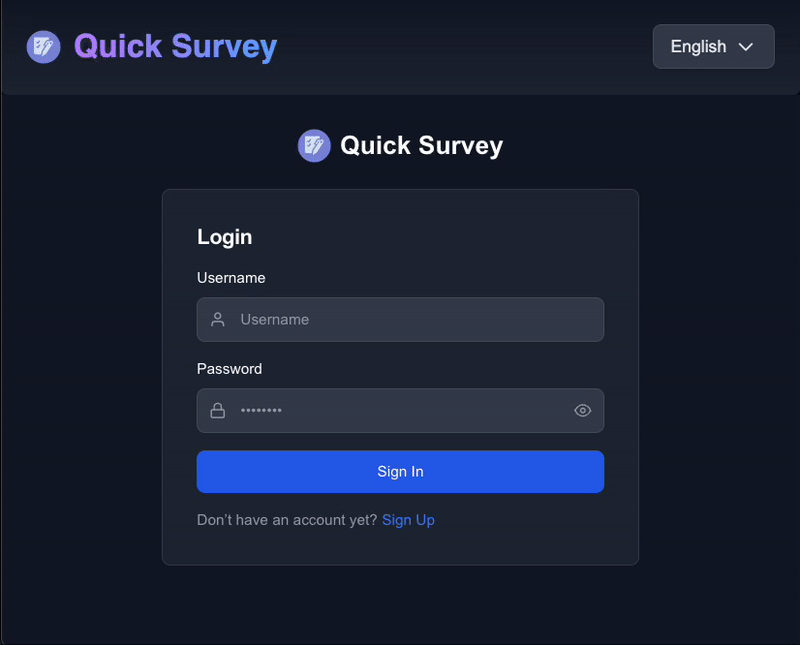 Quick Survey
English
Quick Survey
Login
Username
Username
Password
••••••••
Sign In
Don't have an account yet? Sign Up